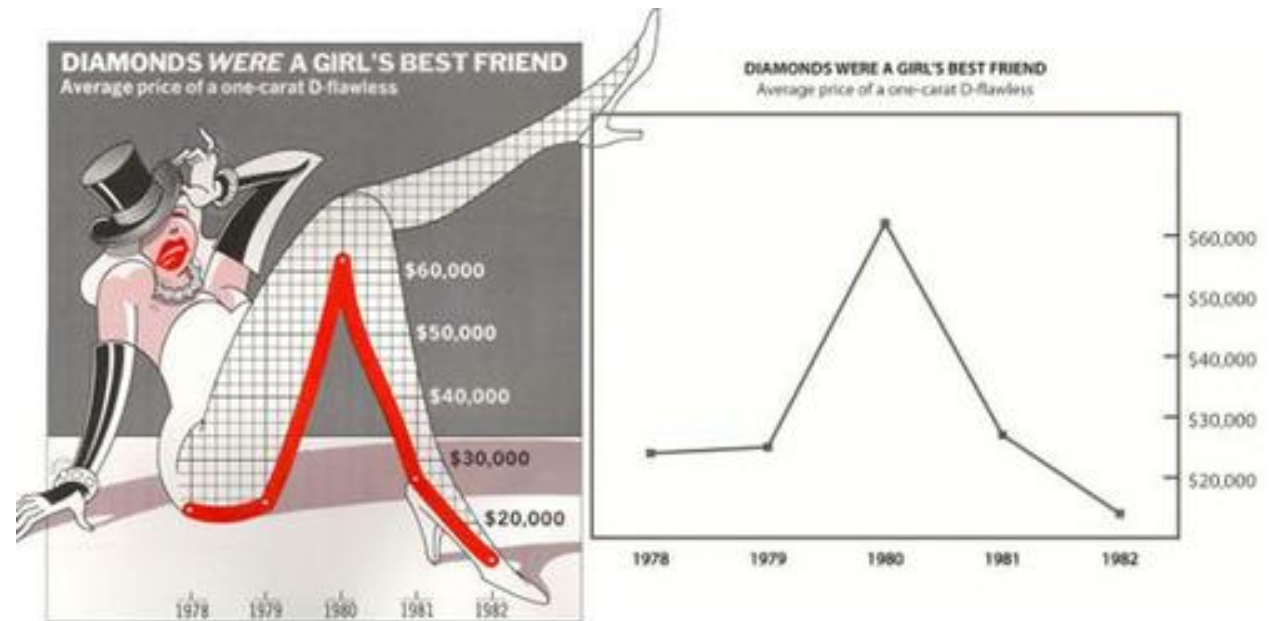 DIAMONDS WERE A GIRL'S BEST FRIEND
Average price of a one-carat D-flawless
$60,000
$50,000
$40,000
$30,000
$20,000
1978 1979 1980 1981 1982
DIAMONDS WERE A GIRL'S BEST FRIEND
Average price of a one-carat D-flawless
$60,000
$50,000
$40,000
$30,000
$20,000
1978 1979 1980 1981 1982